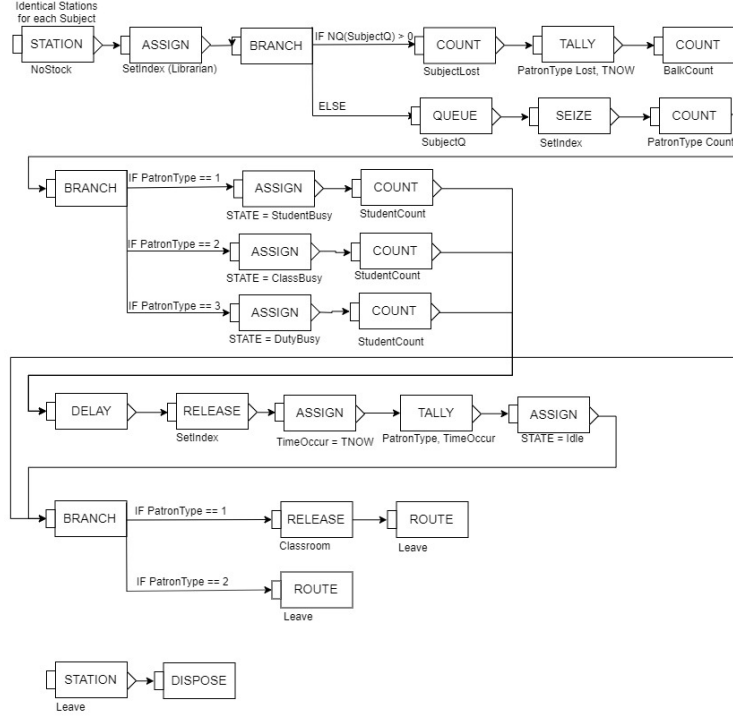 Identical Stations
for each Subject
STATION
NoStock
ASSIGN
SetIndex (Librarian)
BRANCH
IF NQ(SubjectQ) > 0
COUNT
SubjectLost
TALLY
PatronType Lost, TNOW
COUNT
BalkCount
ELSE
QUEUE
SubjectQ
SEIZE
SetIndex
COUNT
PatronType Count
BRANCH
IF PatronType == 1
ASSIGN
STATE = StudentBusy
COUNT
StudentCount
IF PatronType == 2
ASSIGN
STATE = ClassBusy
COUNT
StudentCount
IF PatronType == 3
ASSIGN
STATE = DutyBusy
COUNT
StudentCount
DELAY
RELEASE
SetIndex
ASSIGN
TimeOccur = TNOW
TALLY
PatronType, TimeOccur
ASSIGN
STATE = Idle
BRANCH
IF PatronType == 1
RELEASE
Classroom
ROUTE
Leave
IF PatronType == 2
ROUTE
Leave
STATION
Leave
DISPOSE